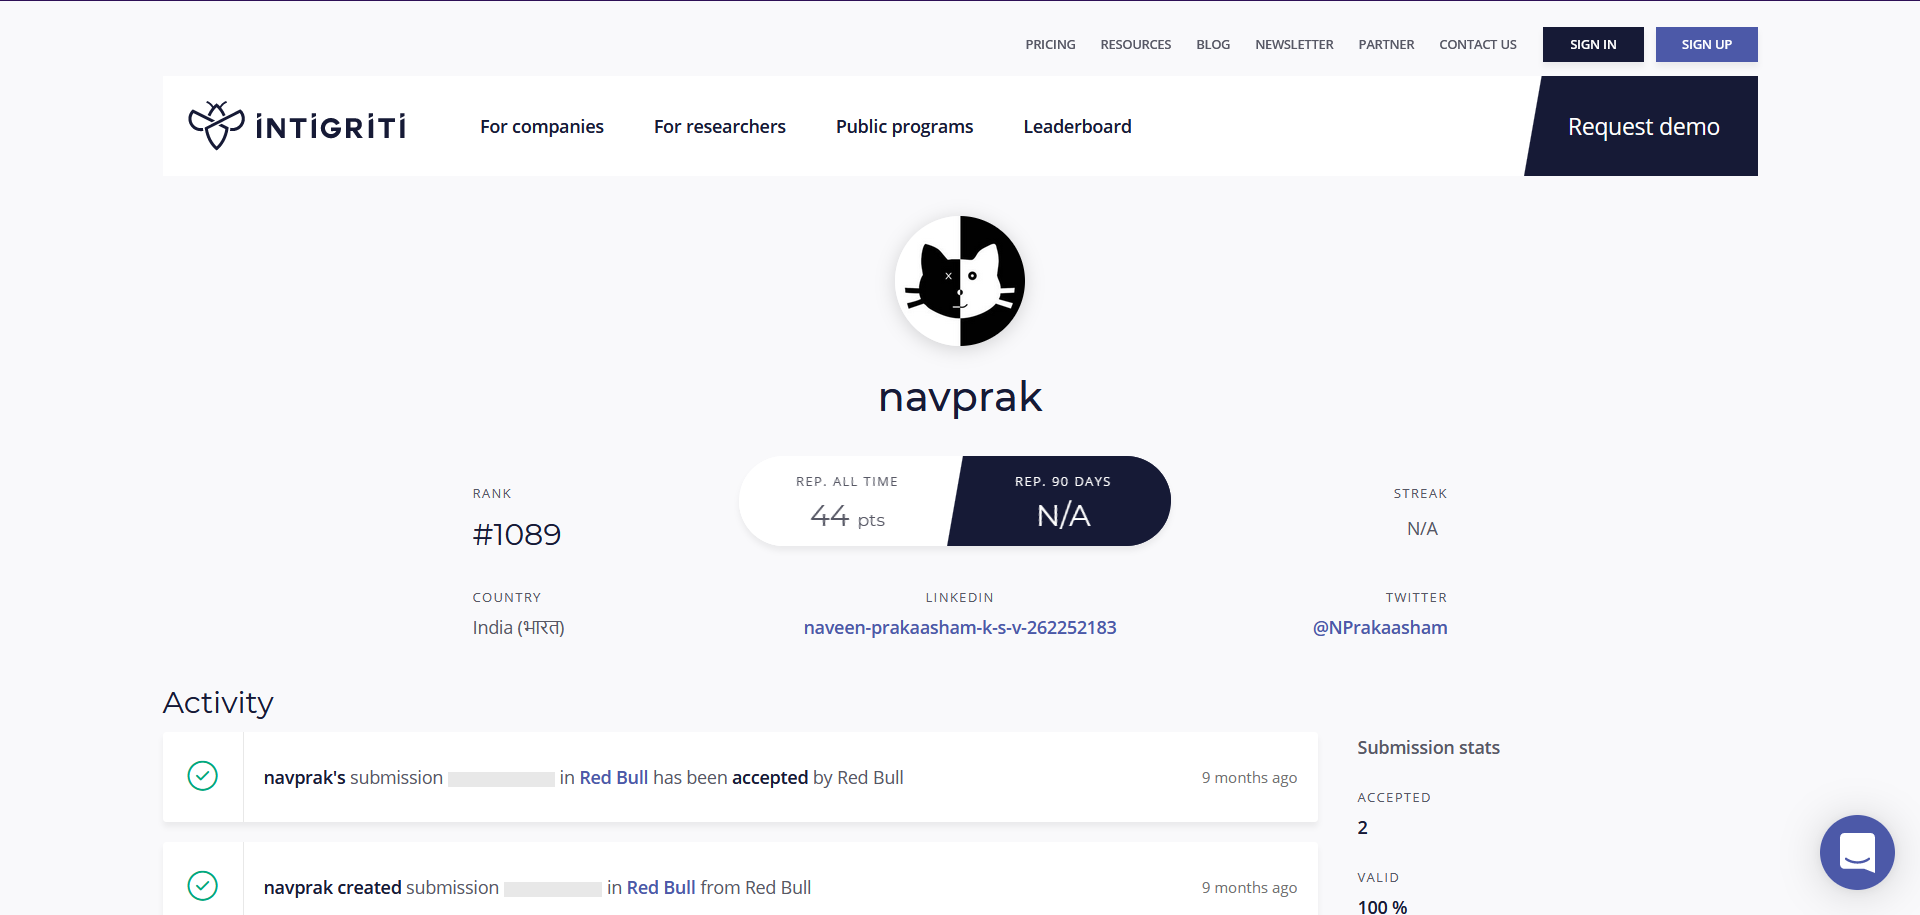 PRICING RESOURCES BLOG NEWSLETTER PARTNER CONTACT US SIGN IN SIGN UP
INTIGRITI For companies For researchers Public programs Leaderboard Request demo
navprak
REP. ALL TIME REP. 90 DAYS
44 pts N/A
RANK STREAK
#1089 N/A
COUNTRY LINKEDIN TWITTER
India (भारत) naveen-prakaasham-k-s-v-262252183 @NPrakaasham
Activity
navprak's submission in Red Bull has been accepted by Red Bull 9 months ago
navprak created submission in Red Bull from Red Bull 9 months ago
Submission stats
ACCEPTED
2
VALID
100 %